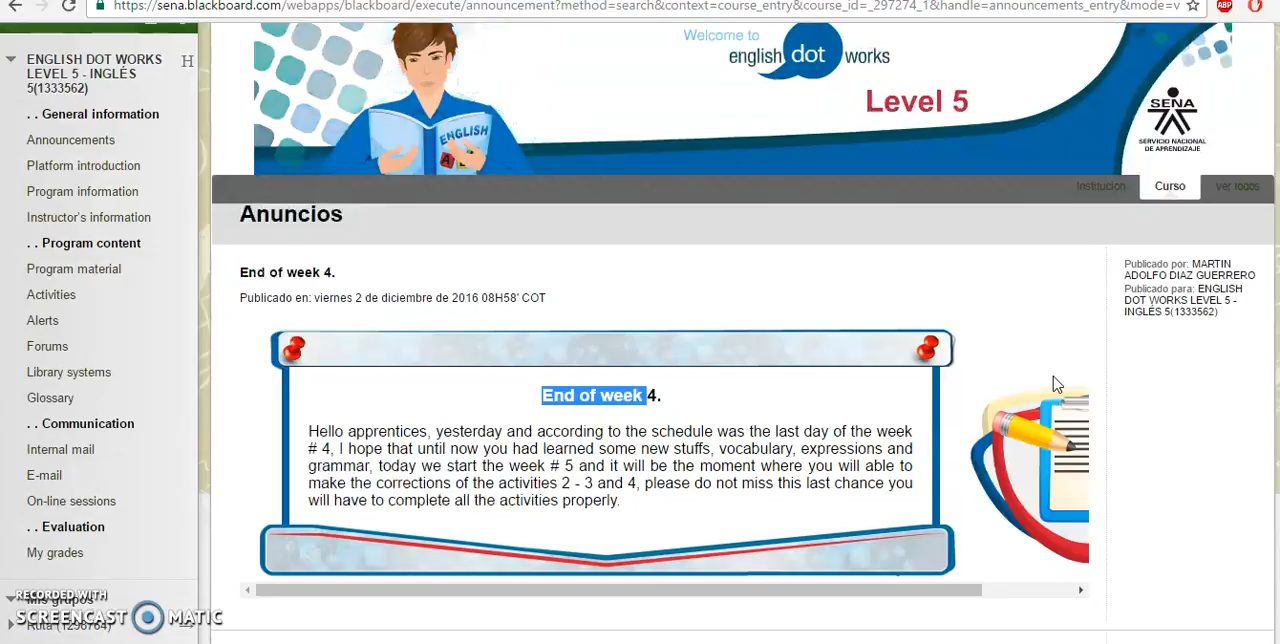 https://sena.blackboard.com/webapps/blackboard/execute/announcement?method=search&context=course_entry&course_id=_297274_1&handle=announcements_entry&mode=v
ABP
ENGLISH DOT WORKS
LEVEL 5 - INGLÉS
5(1333562)
. . General information
Announcements
Platform introduction
Program information
Instructor's information
. . Program content
Program material
Activities
Alerts
Forums
Library systems
Glossary
. . Communication
Internal mail
E-mail
On-line sessions
. . Evaluation
My grades
Mis grupos
Ruta (1298764)
RECORDED WITH
SCREENCAST MATIC
Welcome to
english dot works
Level 5
ENGLISH
A
SENA
SERVICIO NACIONAL
DE APRENDIZAJE
Institución
Curso
Ver todos
Anuncios
End of week 4.
Publicado en: viernes 2 de diciembre de 2016 08H58' COT
End of week 4.
Hello apprentices, yesterday and according to the schedule was the last day of the week
# 4, I hope that until now you had learned some new stuffs, vocabulary, expressions and
grammar, today we start the week # 5 and it will be the moment where you will able to
make the corrections of the activities 2 - 3 and 4, please do not miss this last chance you
will have to complete all the activities properly.
Publicado por: MARTIN
ADOLFO DIAZ GUERRERO
Publicado para: ENGLISH
DOT WORKS LEVEL 5 -
INGLÉS 5(1333562)